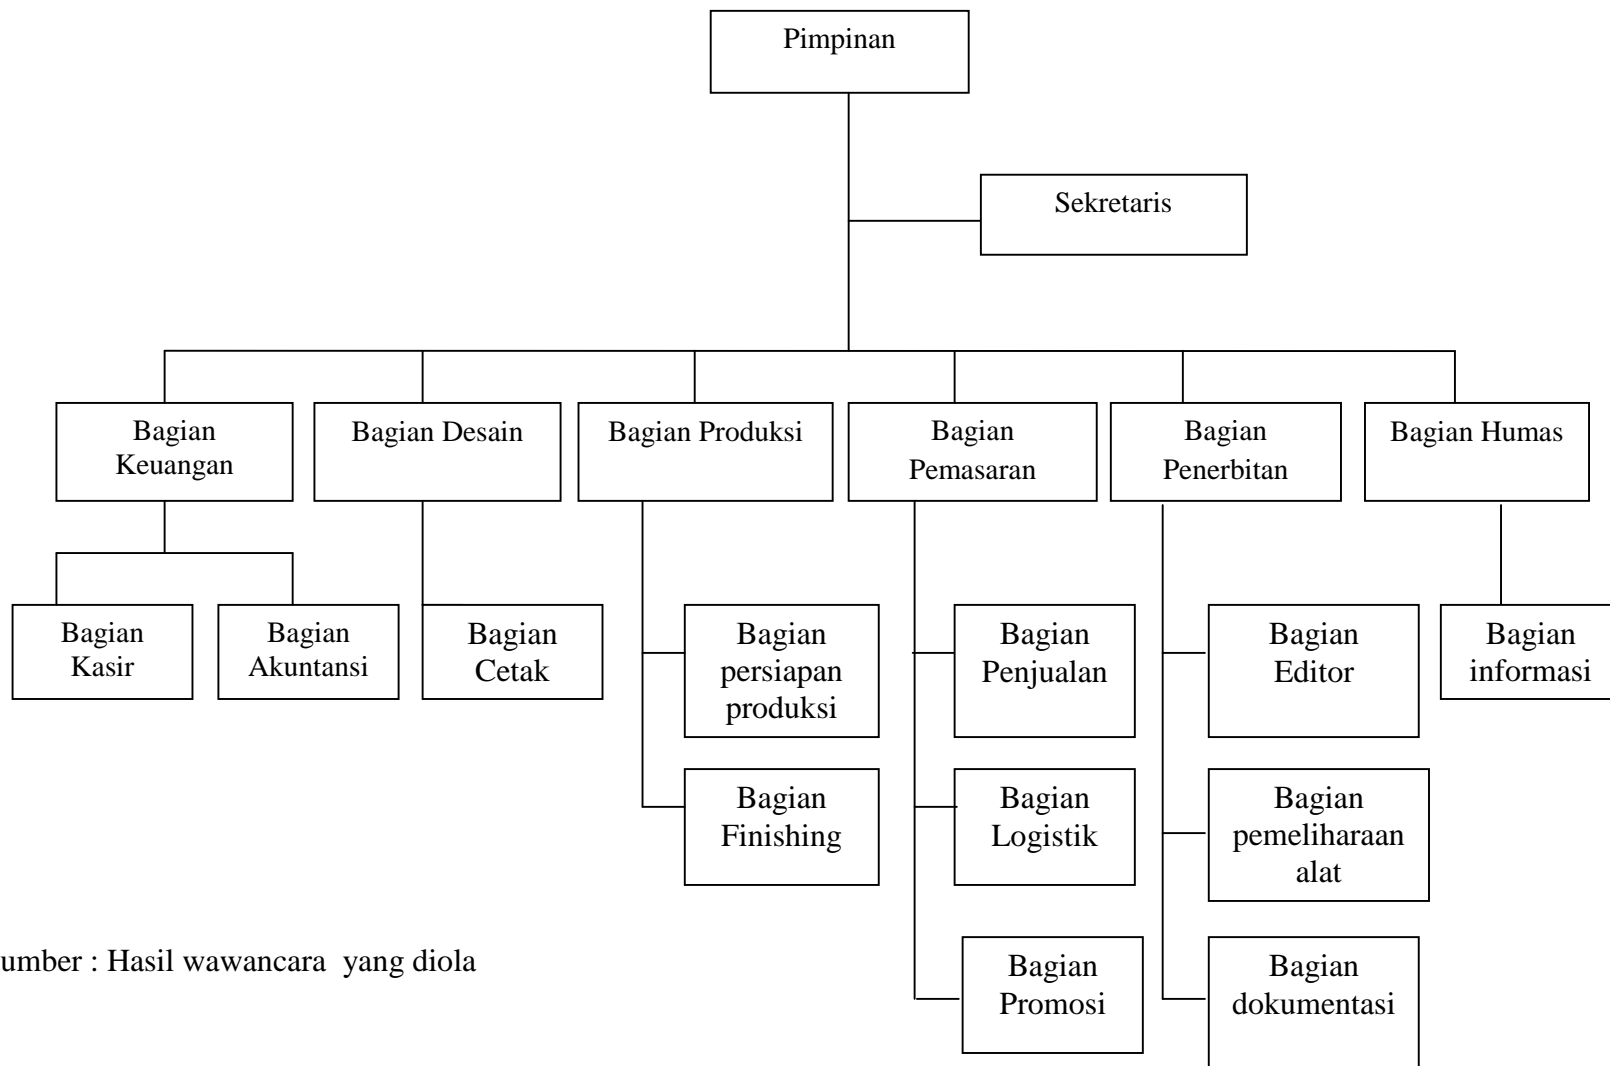 Pimpinan
Sekretaris
Bagian
Keuangan
Bagian Desain
Bagian Produksi
Bagian
Pemasaran
Bagian
Penerbitan
Bagian Humas
Bagian
Kasir
Bagian
Akuntansi
Bagian
Cetak
Bagian
persiapan
produksi
Bagian
Penjualan
Bagian
Editor
Bagian
informasi
Bagian
Finishing
Bagian
Logistik
Bagian
pemeliharaan
alat
umber : Hasil wawancara  yang diola
Bagian
Promosi
Bagian
dokumentasi